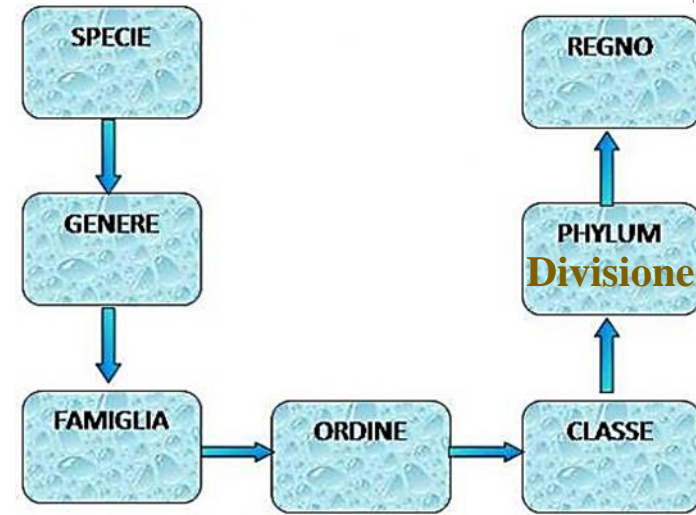 SPECIE
GENERE
FAMIGLIA
ORDINE
CLASSE
PHYLUM
Divisione
REGNO